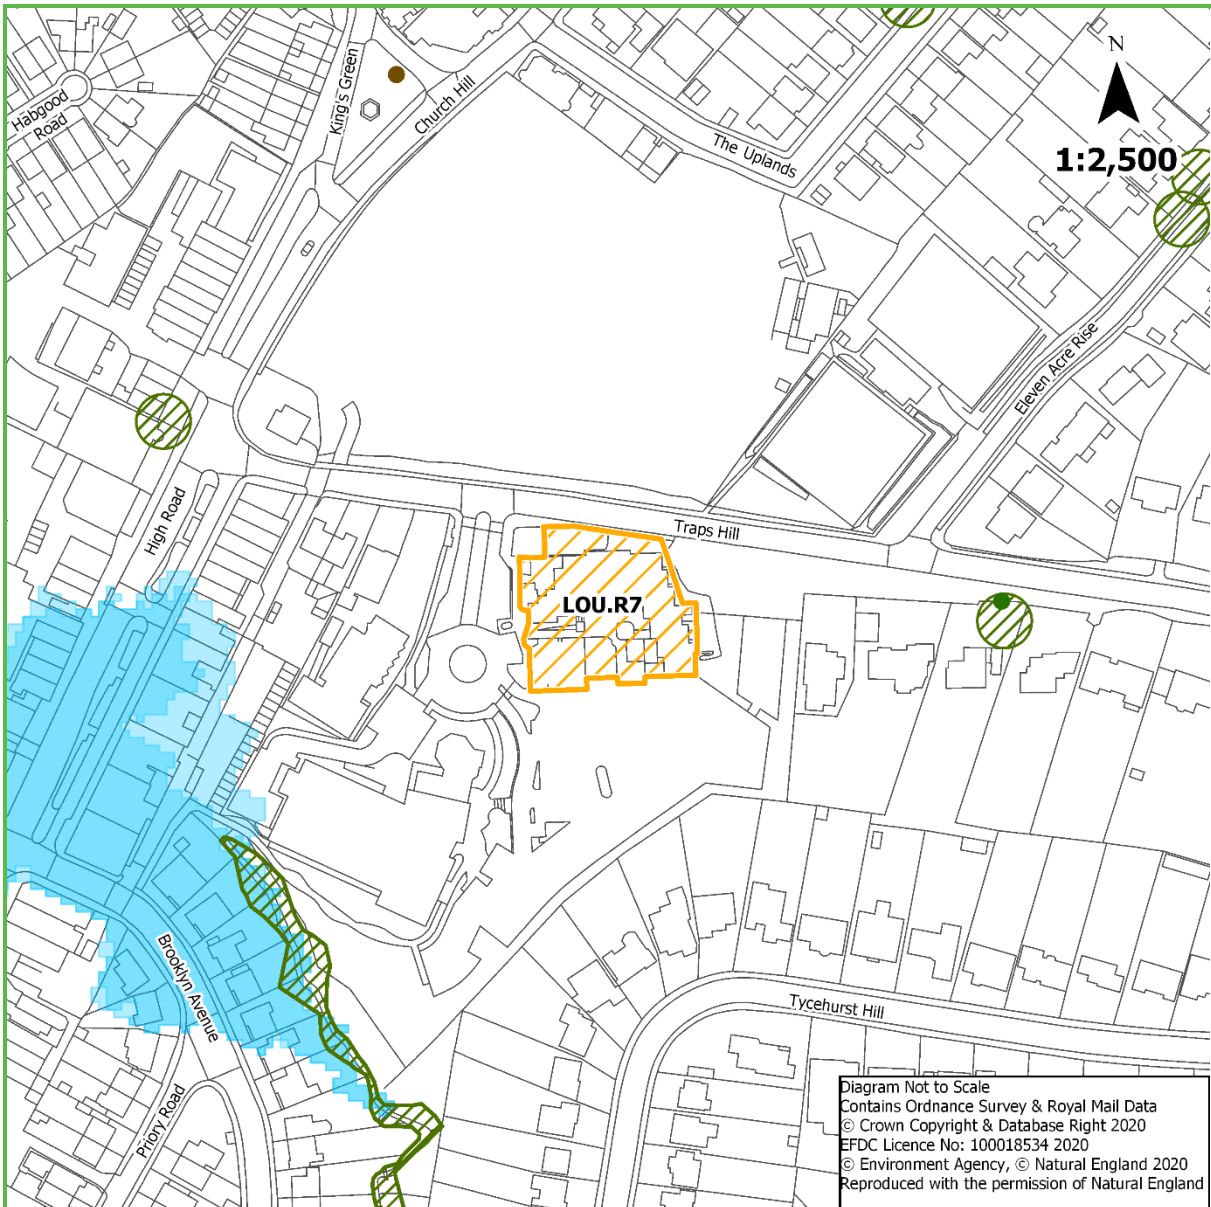 N
1:2,500
King's Green
Church Hill
Habgood
Road
The Uplands
Eleven Acre Rise
High Road
Traps Hill
LOU.R7
Brooklyn Avenue
Tycehurst Hill
Priory Road
Diagram Not to Scale
Contains Ordnance Survey & Royal Mail Data
© Crown Copyright & Database Right 2020
EFDC Licence No: 100018534 2020
© Environment Agency, © Natural England 2020
Reproduced with the permission of Natural England